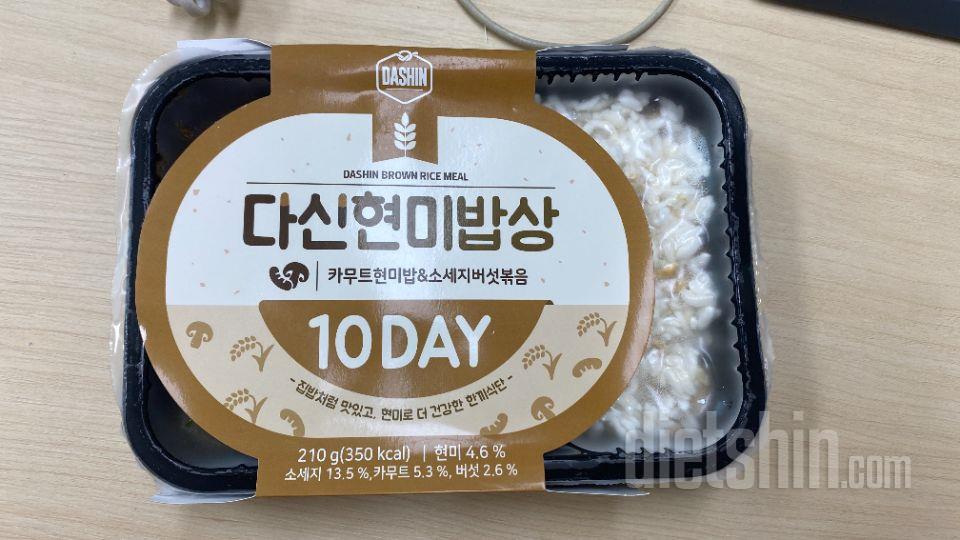 DASHIN
DASHIN BROWN RICE MEAL
다신현미밥상
카무트현미밥&소세지버섯볶음
10 DAY
- 집밥처럼 맛있고, 현미로 더 건강한 한끼식단 -
210 g(350 kcal) | 현미 4.6 %
소세지 13.5 %,카무트 5.3 %, 버섯 2.6 %
dietshin.com